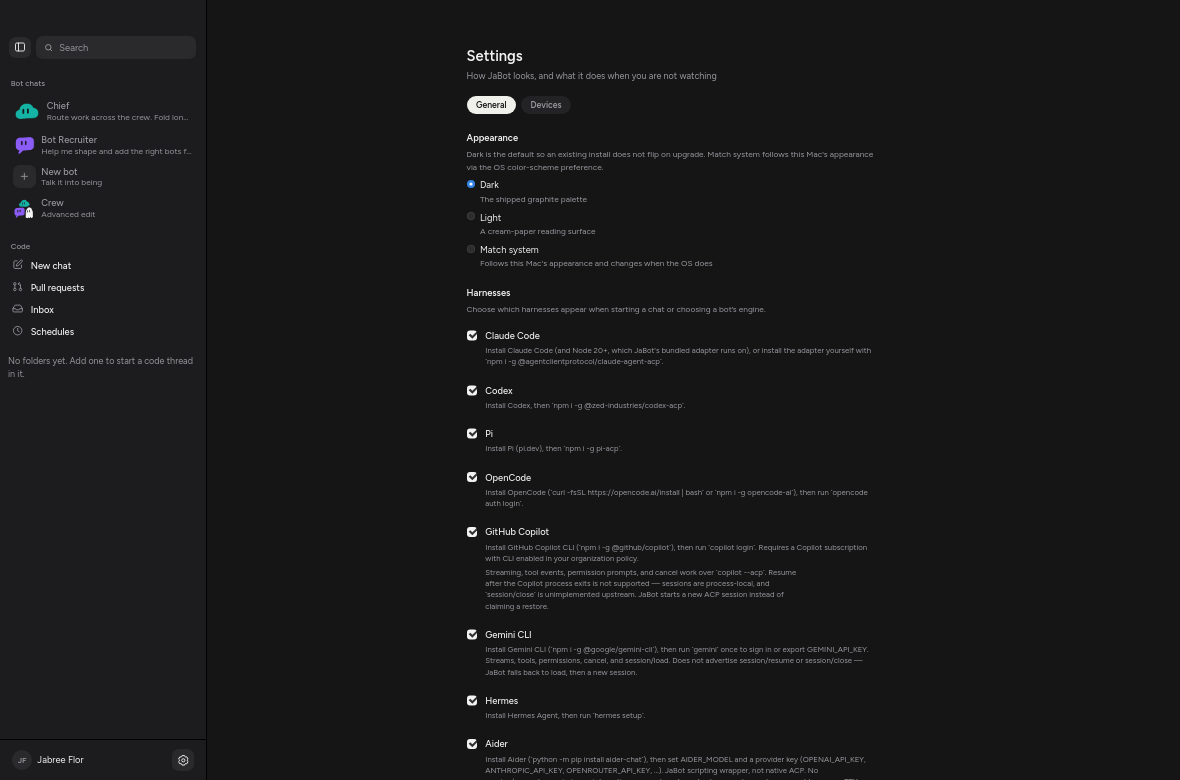 Search
Bot chats
Chief
Route work across the crew. Fold lon...
Bot Recruiter
Help me shape and add the right bots f...
New bot
Talk it into being
Crew
Advanced edit
Code
New chat
Pull requests
Inbox
Schedules
No folders yet. Add one to start a code thread
in it.
JF
Jabree Flor
Settings
How JaBot looks, and what it does when you are not watching
General
Devices
Appearance
Dark is the default so an existing install does not flip on upgrade. Match system follows this Mac's appearance
via the OS color-scheme preference.
Dark
The shipped graphite palette
Light
A cream-paper reading surface
Match system
Follows this Mac's appearance and changes when the OS does
Harnesses
Choose which harnesses appear when starting a chat or choosing a bot's engine.
Claude Code
Install Claude Code (and Node 20+, which JaBot's bundled adapter runs on), or install the adapter yourself with
`npm i -g @agentclientprotocol/claude-agent-acp`.
Codex
Install Codex, then `npm i -g @zed-industries/codex-acp`.
Pi
Install Pi (pi.dev), then `npm i -g pi-acp`.
OpenCode
Install OpenCode (`curl -fsSL https://opencode.ai/install | bash` or `npm i -g opencode-ai`), then run `opencode
auth login`.
GitHub Copilot
Install GitHub Copilot CLI (`npm i -g @github/copilot`), then run `copilot login`. Requires a Copilot subscription
with CLI enabled in your organization policy.
Streaming, tool events, permission prompts, and cancel work over `copilot --acp`. Resume
after the Copilot process exits is not supported — sessions are process-local, and
`session/close` is unimplemented upstream. JaBot starts a new ACP session instead of
claiming a restore.
Gemini CLI
Install Gemini CLI (`npm i -g @google/gemini-cli`), then run `gemini` once to sign in or export GEMINI_API_KEY.
Streams, tools, permissions, cancel, and session/load. Does not advertise session/resume or session/close —
JaBot falls back to load, then a new session.
Hermes
Install Hermes Agent, then run `hermes setup`.
Aider
Install Aider (`python -m pip install aider-chat`), then set AIDER_MODEL and a provider key (OPENAI_API_KEY,
ANTHROPIC_API_KEY, OPENROUTER_API_KEY, …). JaBot scripting wrapper, not native ACP. No